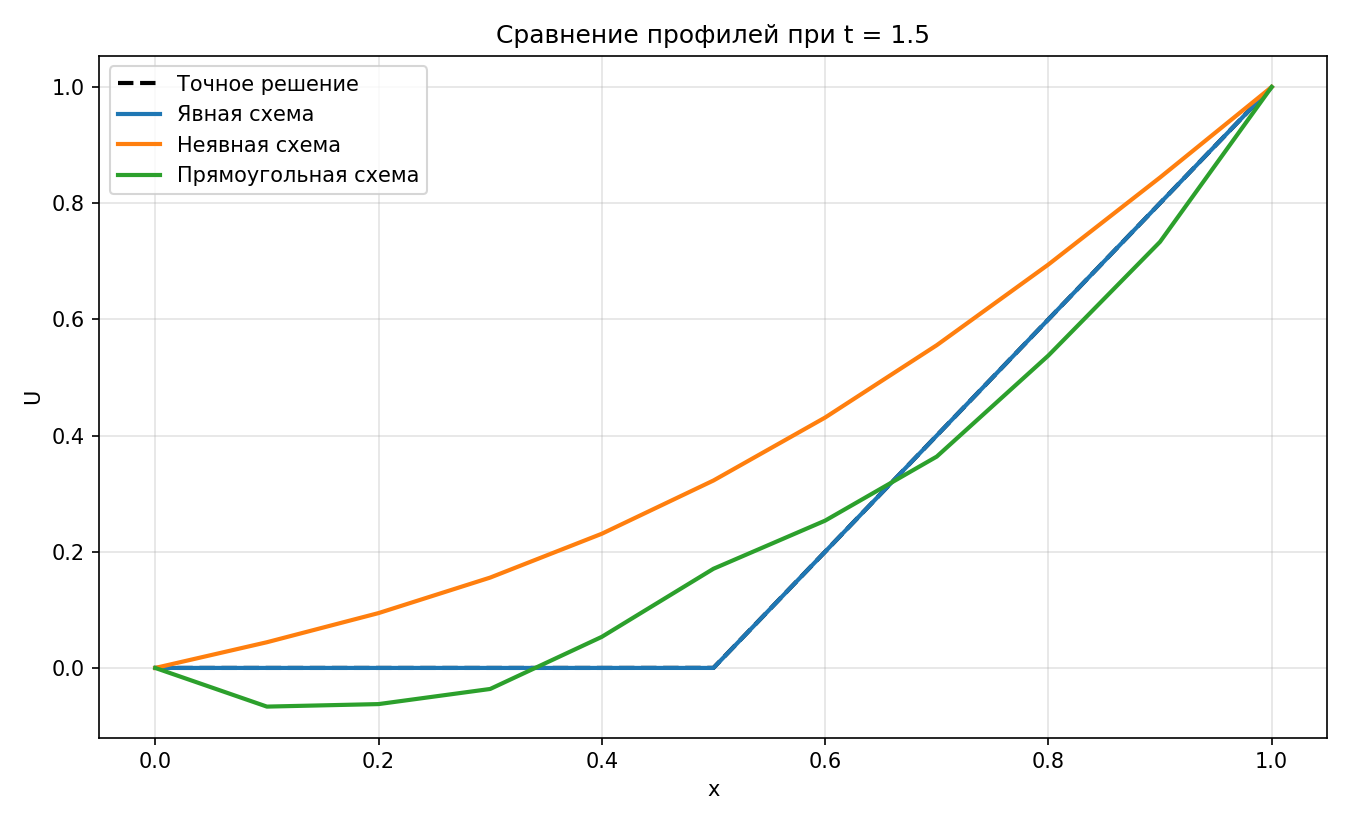 Сравнение профилей при t = 1.5
Точное решение
Явная схема
Неявная схема
Прямоугольная схема
1.0
0.8
0.6
0.4
0.2
0.0
U
0.0 0.2 0.4 0.6 0.8 1.0
x